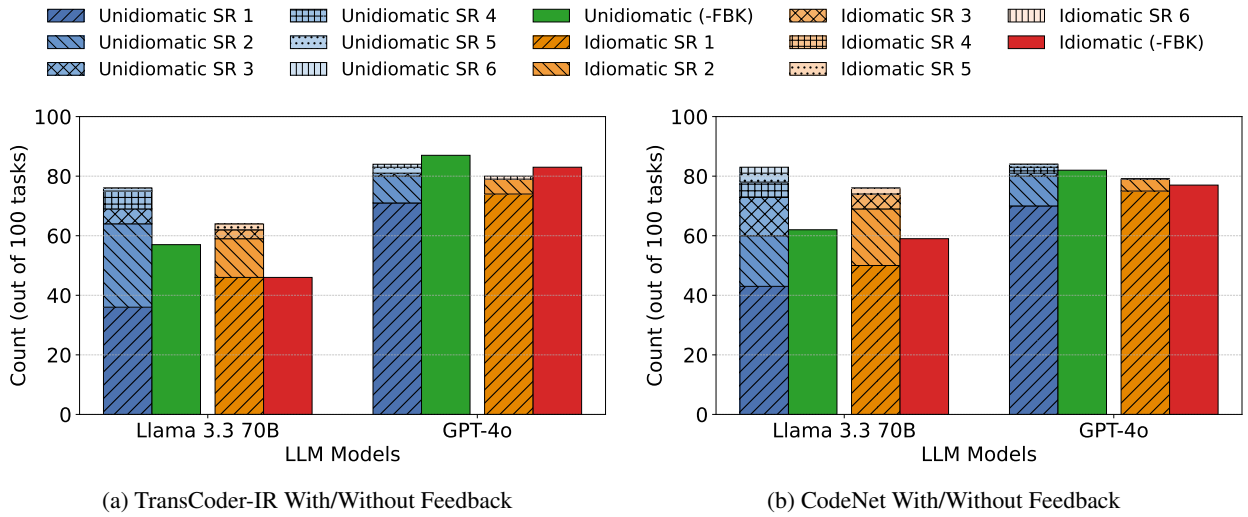 Unidiomatic SR 1
Unidiomatic SR 2
Unidiomatic SR 3
Unidiomatic SR 4
Unidiomatic SR 5
Unidiomatic SR 6
Unidiomatic (-FBK)
Idiomatic SR 1
Idiomatic SR 2
Idiomatic SR 3
Idiomatic SR 4
Idiomatic SR 5
Idiomatic SR 6
Idiomatic (-FBK)
Count (out of 100 tasks)
100
80
60
40
20
0
Llama 3.3 70B
GPT-4o
LLM Models
(a) TransCoder-IR With/Without Feedback
Count (out of 100 tasks)
100
80
60
40
20
0
Llama 3.3 70B
GPT-4o
LLM Models
(b) CodeNet With/Without Feedback